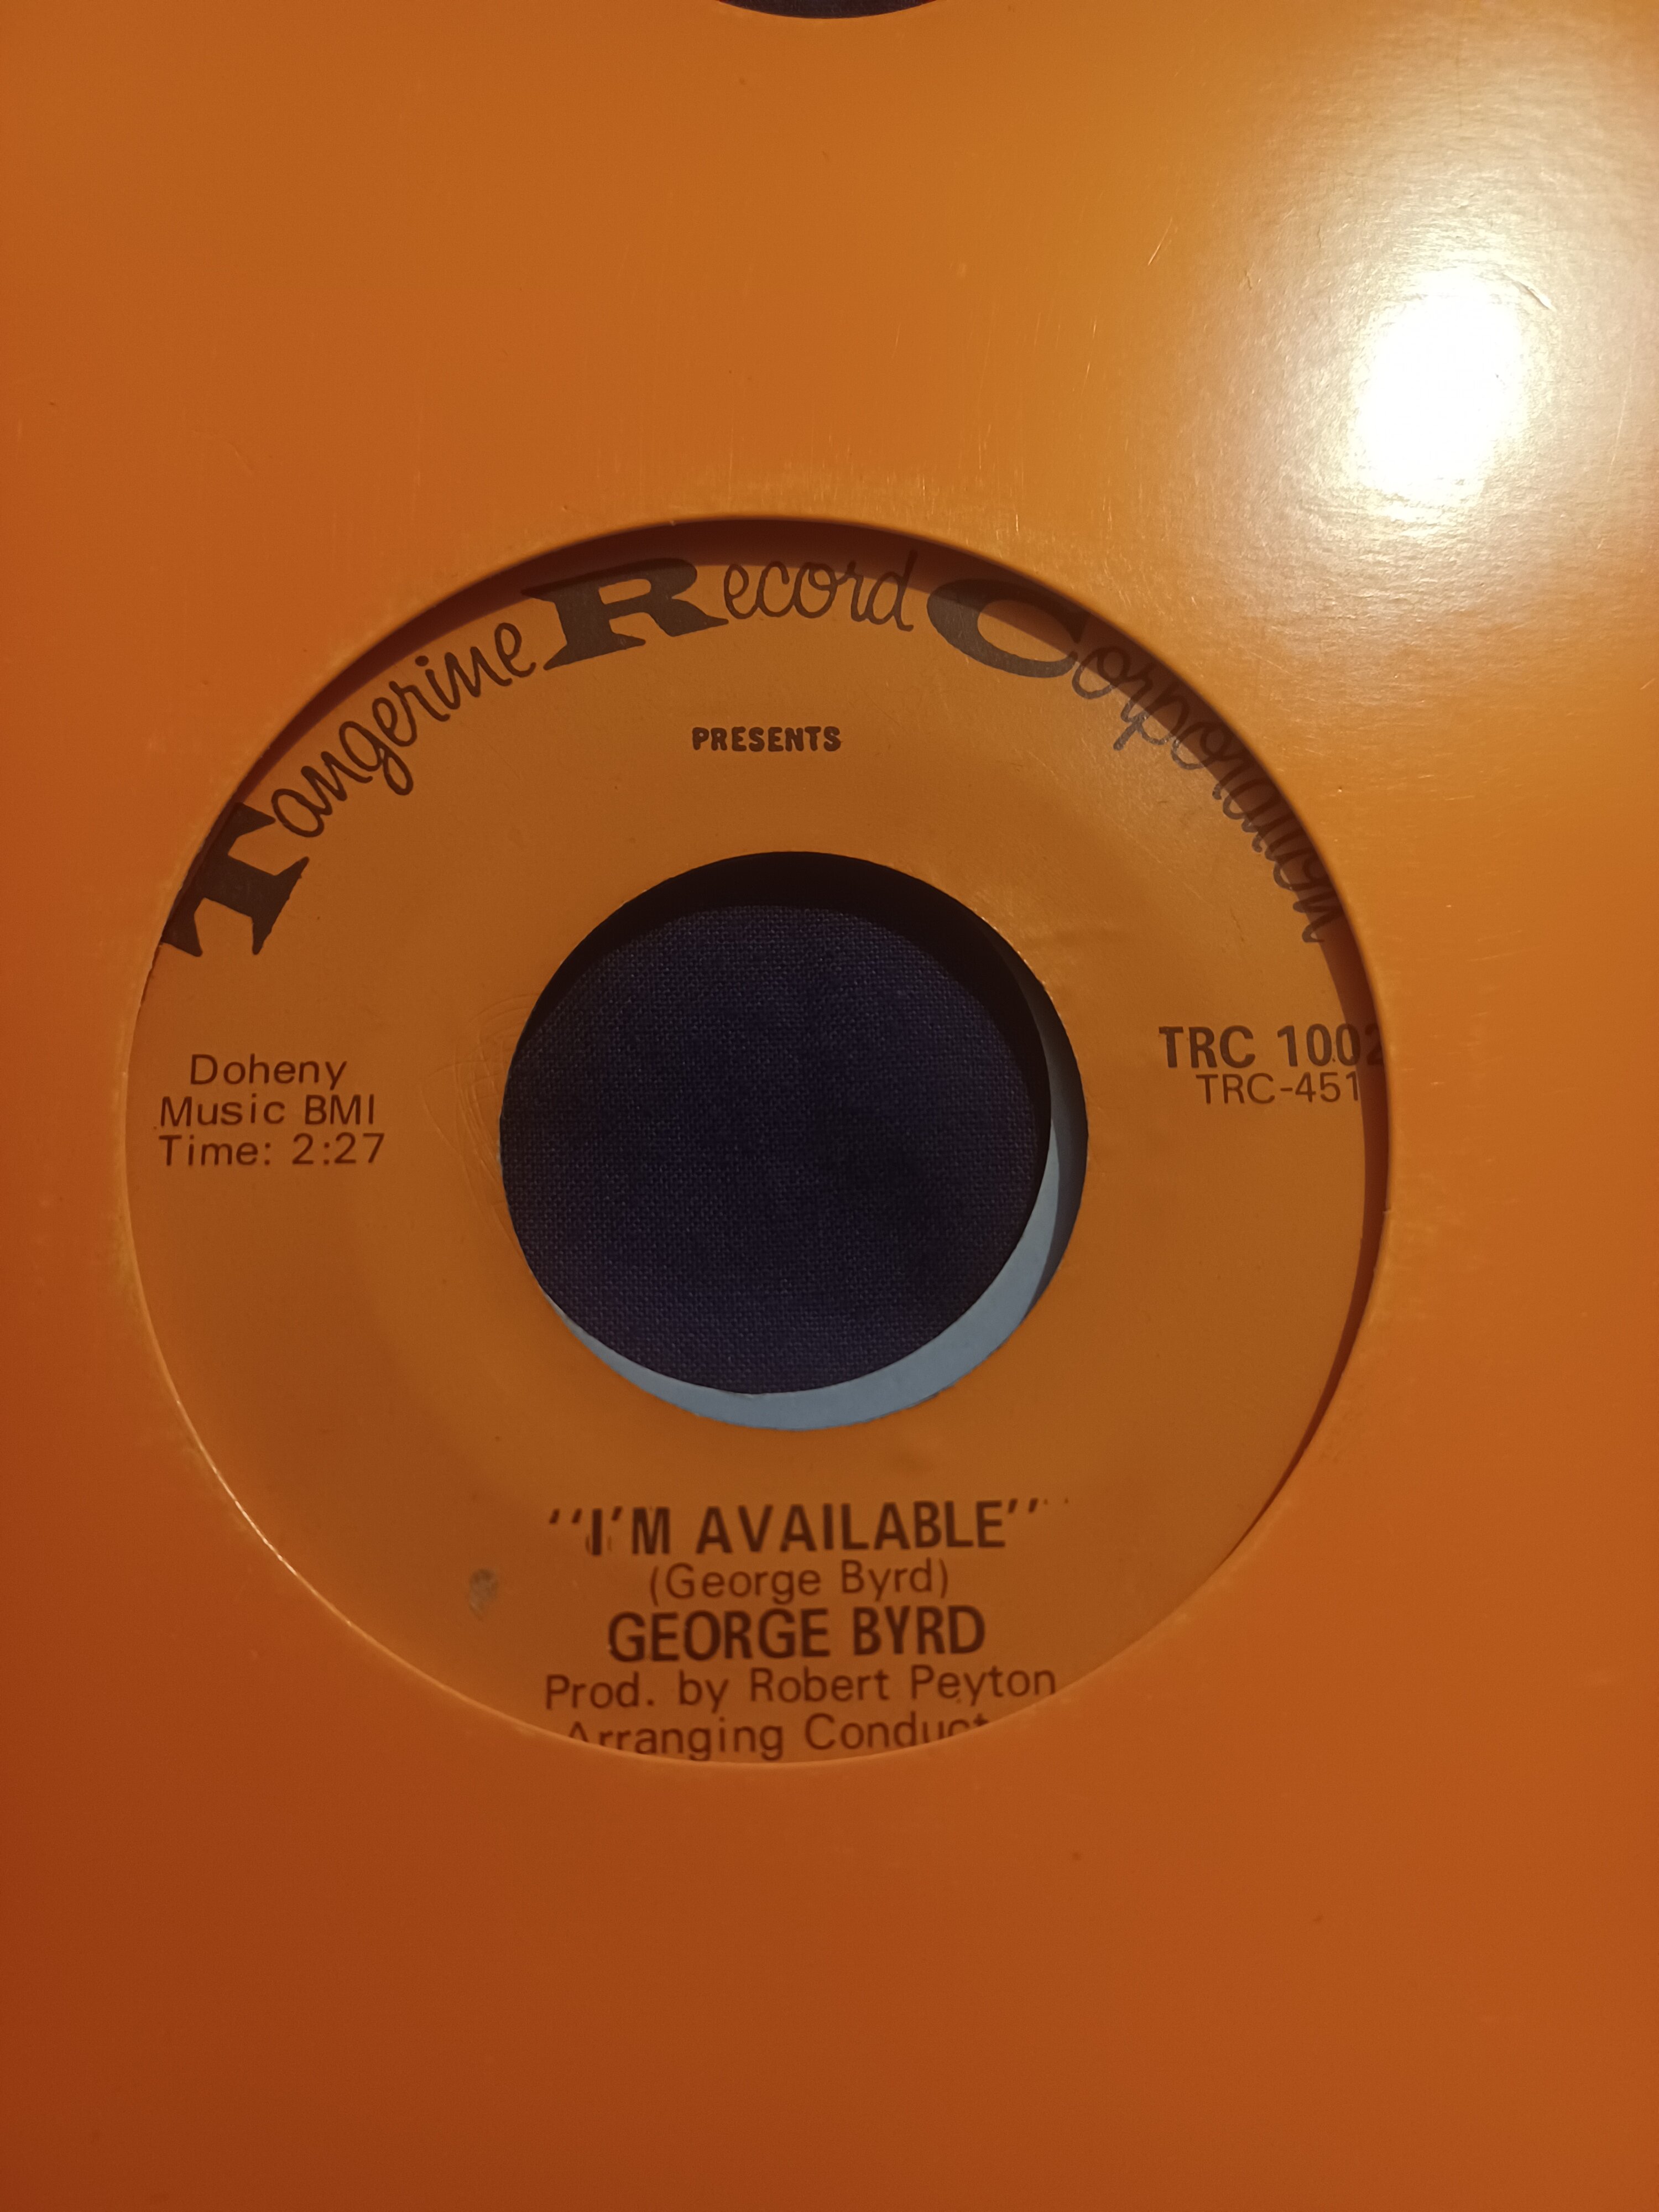 Tangerine Record Corporation
PRESENTS
Doheny
Music BMI
Time: 2:27
TRC 1002
TRC-451
"I'M AVAILABLE"
(George Byrd)
GEORGE BYRD
Prod. by Robert Peyton
Arranging